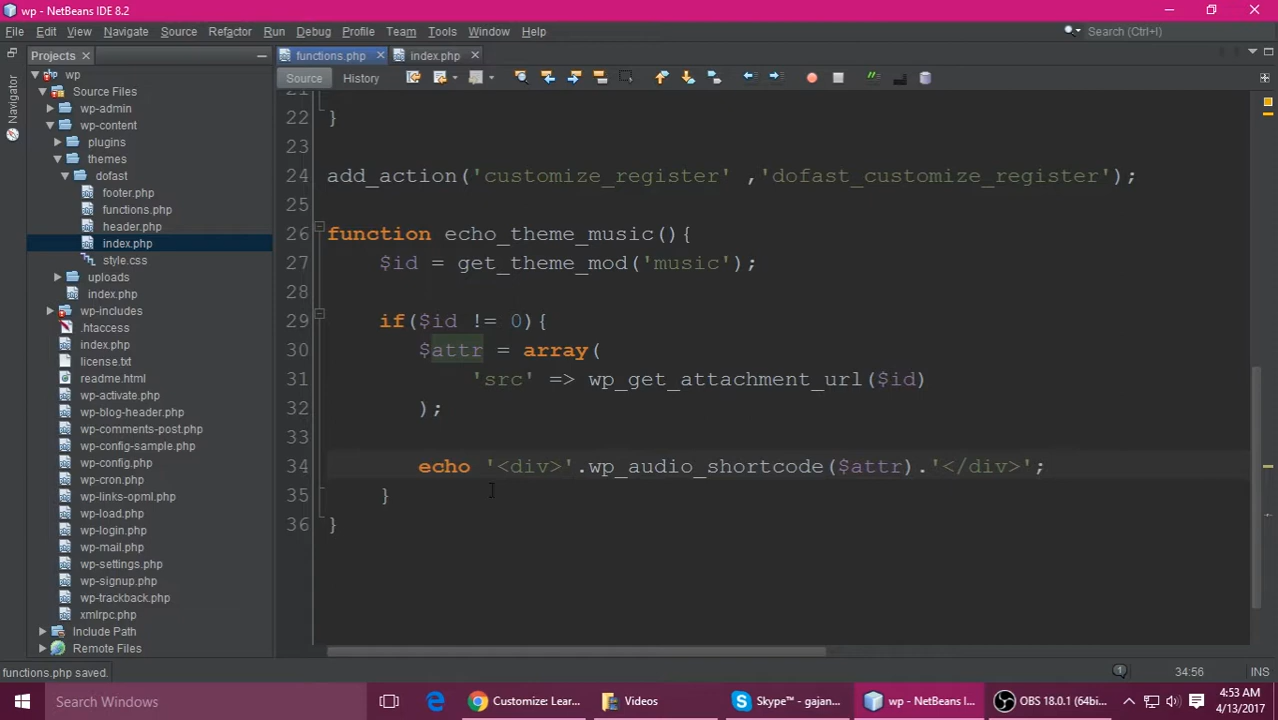 wp - NetBeans IDE 8.2
File Edit View Navigate Source Refactor Run Debug Profile Team Tools Window Help
Search (Ctrl+I)
Projects
functions.php
index.php
Navigator
Source
History
wp
Source Files
wp-admin
wp-content
plugins
themes
dofast
footer.php
functions.php
header.php
index.php
style.css
uploads
index.php
wp-includes
.htaccess
index.php
license.txt
readme.html
wp-activate.php
wp-blog-header.php
wp-comments-post.php
wp-config-sample.php
wp-config.php
wp-cron.php
wp-links-opml.php
wp-load.php
wp-login.php
wp-mail.php
wp-settings.php
wp-signup.php
wp-trackback.php
xmlrpc.php
Include Path
Remote Files
21
22 }
23
24 add_action('customize_register' ,'dofast_customize_register');
25
26 function echo_theme_music(){
27 $id = get_theme_mod('music');
28
29 if($id != 0){
30 $attr = array(
31 'src' => wp_get_attachment_url($id)
32 );
33
34 echo '<div>'.wp_audio_shortcode($attr).'</div>';
35 }
36 }
functions.php saved.
1
34:56
INS
Search Windows
Customize: Lear...
Videos
Skype™ - gajan...
wp - NetBeans I...
OBS 18.0.1 (64bi...
4:53 AM
4/13/2017